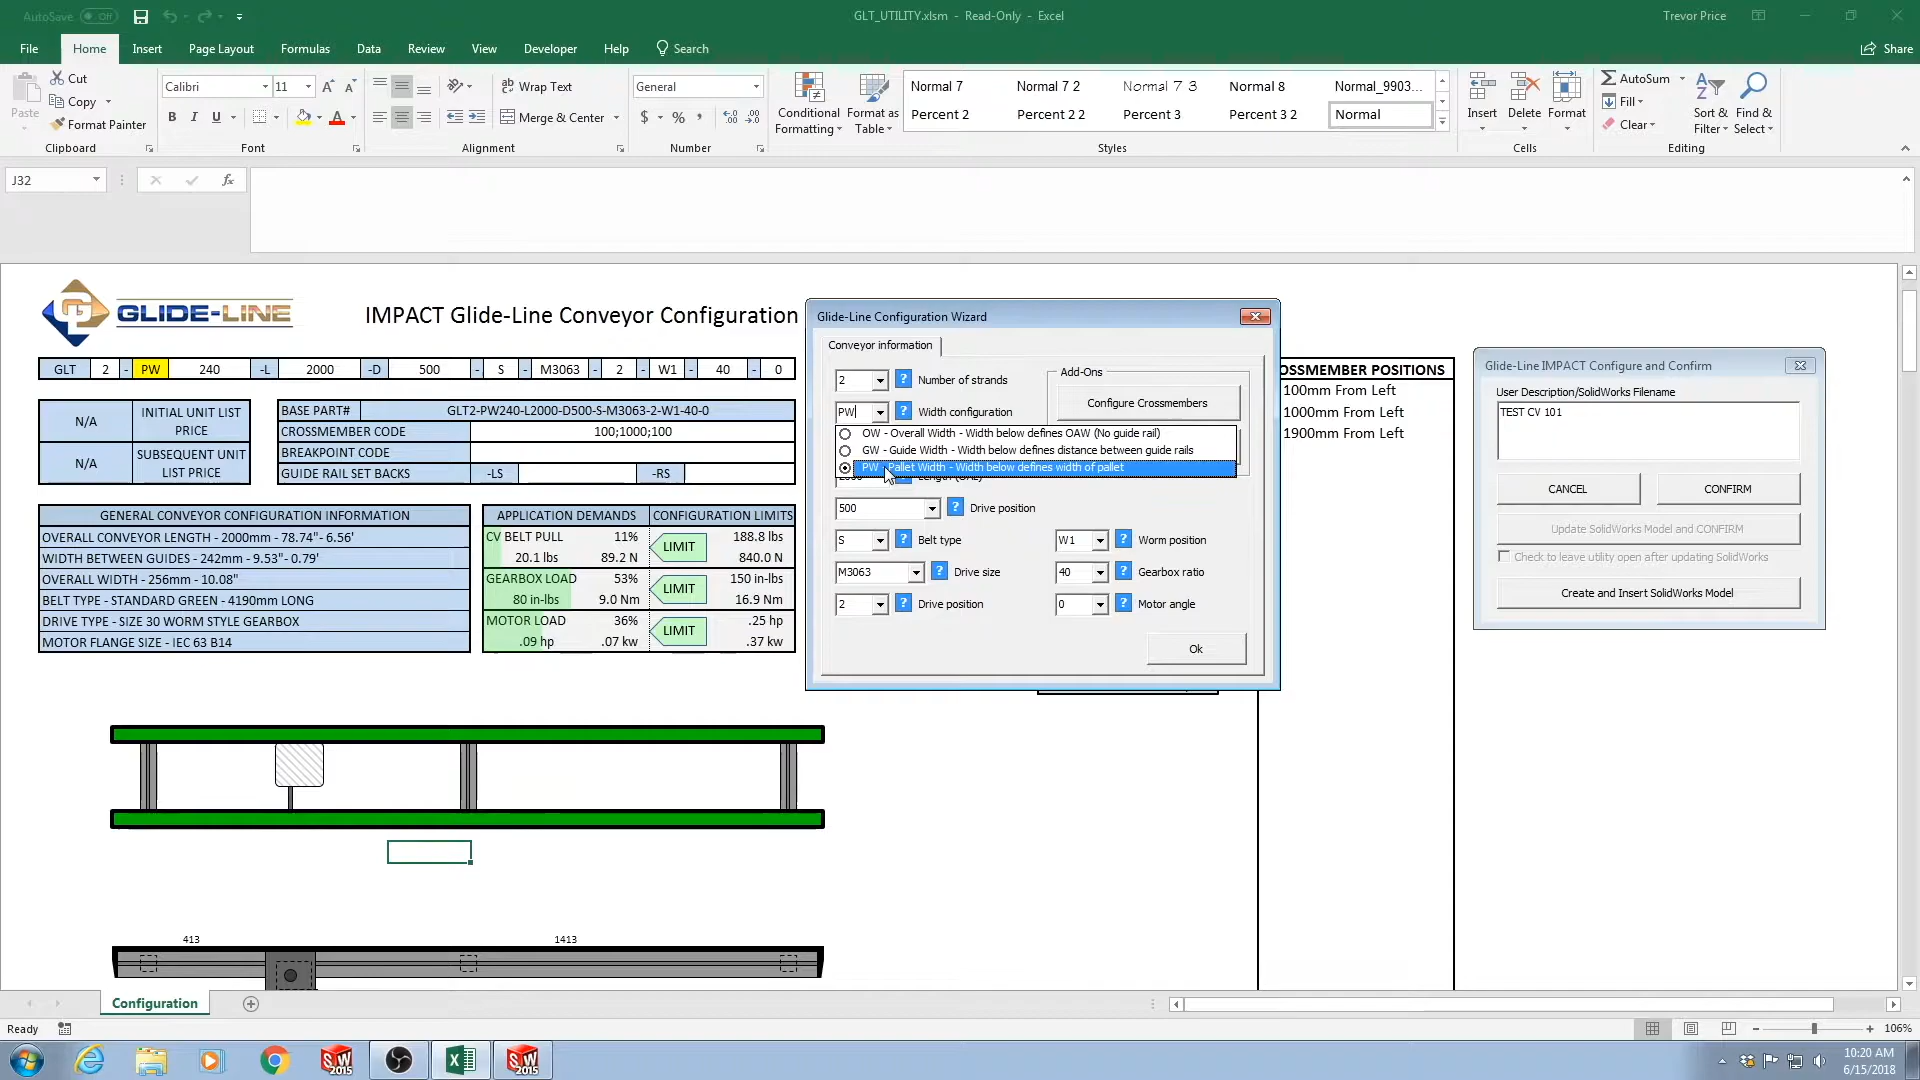 AutoSave Off
GLT_UTILITY.xlsm - Read-Only - Excel
Trevor Price
File Home Insert Page Layout Formulas Data Review View Developer Help Search
Share
Paste
Cut
Copy
Format Painter
Clipboard
Calibri 11
B I U
Font
Wrap Text
Merge & Center
Alignment
General
$ % ,
Number
Conditional Formatting
Format as Table
Normal 7 Normal 7 2 Normal 7 3 Normal 8 Normal_9903...
Percent 2 Percent 2 2 Percent 3 Percent 3 2 Normal
Styles
Insert Delete Format
Cells
AutoSum
Fill
Clear
Sort & Filter
Find & Select
Editing
J32
fx
GLIDE-LINE
IMPACT Glide-Line Conveyor Configuration
GLT 2 - PW 240 -L 2000 -D 500 - S - M3063 - 2 - W1 - 40 - 0
N/A INITIAL UNIT LIST PRICE
N/A SUBSEQUENT UNIT LIST PRICE
BASE PART# GLT2-PW240-L2000-D500-S-M3063-2-W1-40-0
CROSSMEMBER CODE 100;1000;100
BREAKPOINT CODE
GUIDE RAIL SET BACKS -LS -RS
GENERAL CONVEYOR CONFIGURATION INFORMATION
OVERALL CONVEYOR LENGTH - 2000mm - 78.74"- 6.56'
WIDTH BETWEEN GUIDES - 242mm - 9.53"- 0.79'
OVERALL WIDTH - 256mm - 10.08"
BELT TYPE - STANDARD GREEN - 4190mm LONG
DRIVE TYPE - SIZE 30 WORM STYLE GEARBOX
MOTOR FLANGE SIZE - IEC 63 B14
APPLICATION DEMANDS CONFIGURATION LIMITS
CV BELT PULL 11% LIMIT 188.8 lbs
20.1 lbs 89.2 N 840.0 N
GEARBOX LOAD 53% LIMIT 150 in-lbs
80 in-lbs 9.0 Nm 16.9 Nm
MOTOR LOAD 36% LIMIT .25 hp
.09 hp .07 kw .37 kw
Glide-Line Configuration Wizard
Conveyor information
2 ? Number of strands
Add-Ons
Configure Crossmembers
PW ? Width configuration
OW - Overall Width - Width below defines OAW (No guide rail)
GW - Guide Width - Width below defines distance between guide rails
PW - Pallet Width - Width below defines width of pallet
500 ? Drive position
S ? Belt type
W1 ? Worm position
M3063 ? Drive size
40 ? Gearbox ratio
2 ? Drive position
0 ? Motor angle
Ok
OSSMEMBER POSITIONS
100mm From Left
1000mm From Left
1900mm From Left
Glide-Line IMPACT Configure and Confirm
User Description/SolidWorks Filename
TEST CV 101
CANCEL CONFIRM
Update SolidWorks Model and CONFIRM
Check to leave utility open after updating SolidWorks
Create and Insert SolidWorks Model
413 1413
Configuration
Ready
106%
SW 2015
SW 2015
10:20 AM
6/15/2018